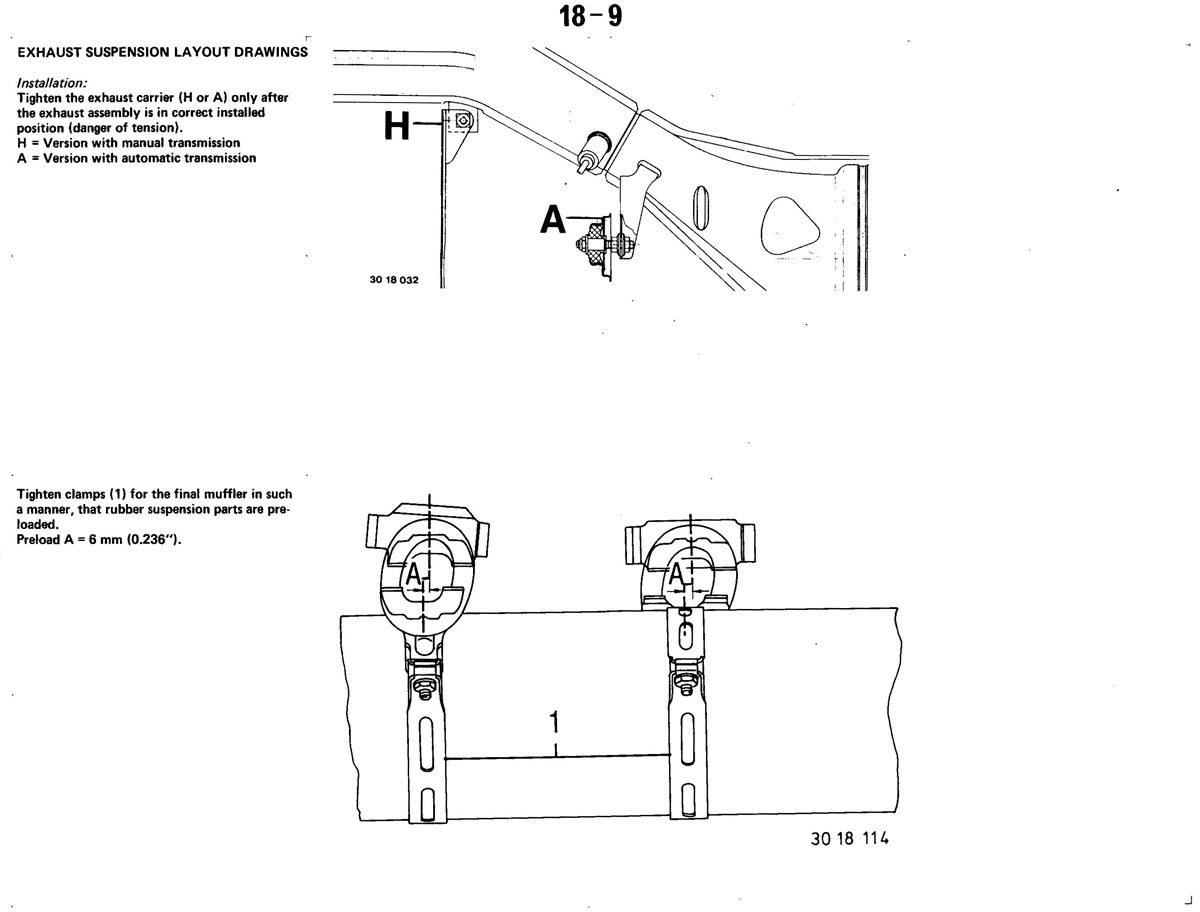 18-9
EXHAUST SUSPENSION LAYOUT DRAWINGS
Installation:
Tighten the exhaust carrier (H or A) only after
the exhaust assembly is in correct installed
position (danger of tension).
H = Version with manual transmission
A = Version with automatic transmission
H
A
30 18 032
Tighten clamps (1) for the final muffler in such
a manner, that rubber suspension parts are pre-
loaded.
Preload A = 6 mm (0.236").
A
A
1
30 18 114